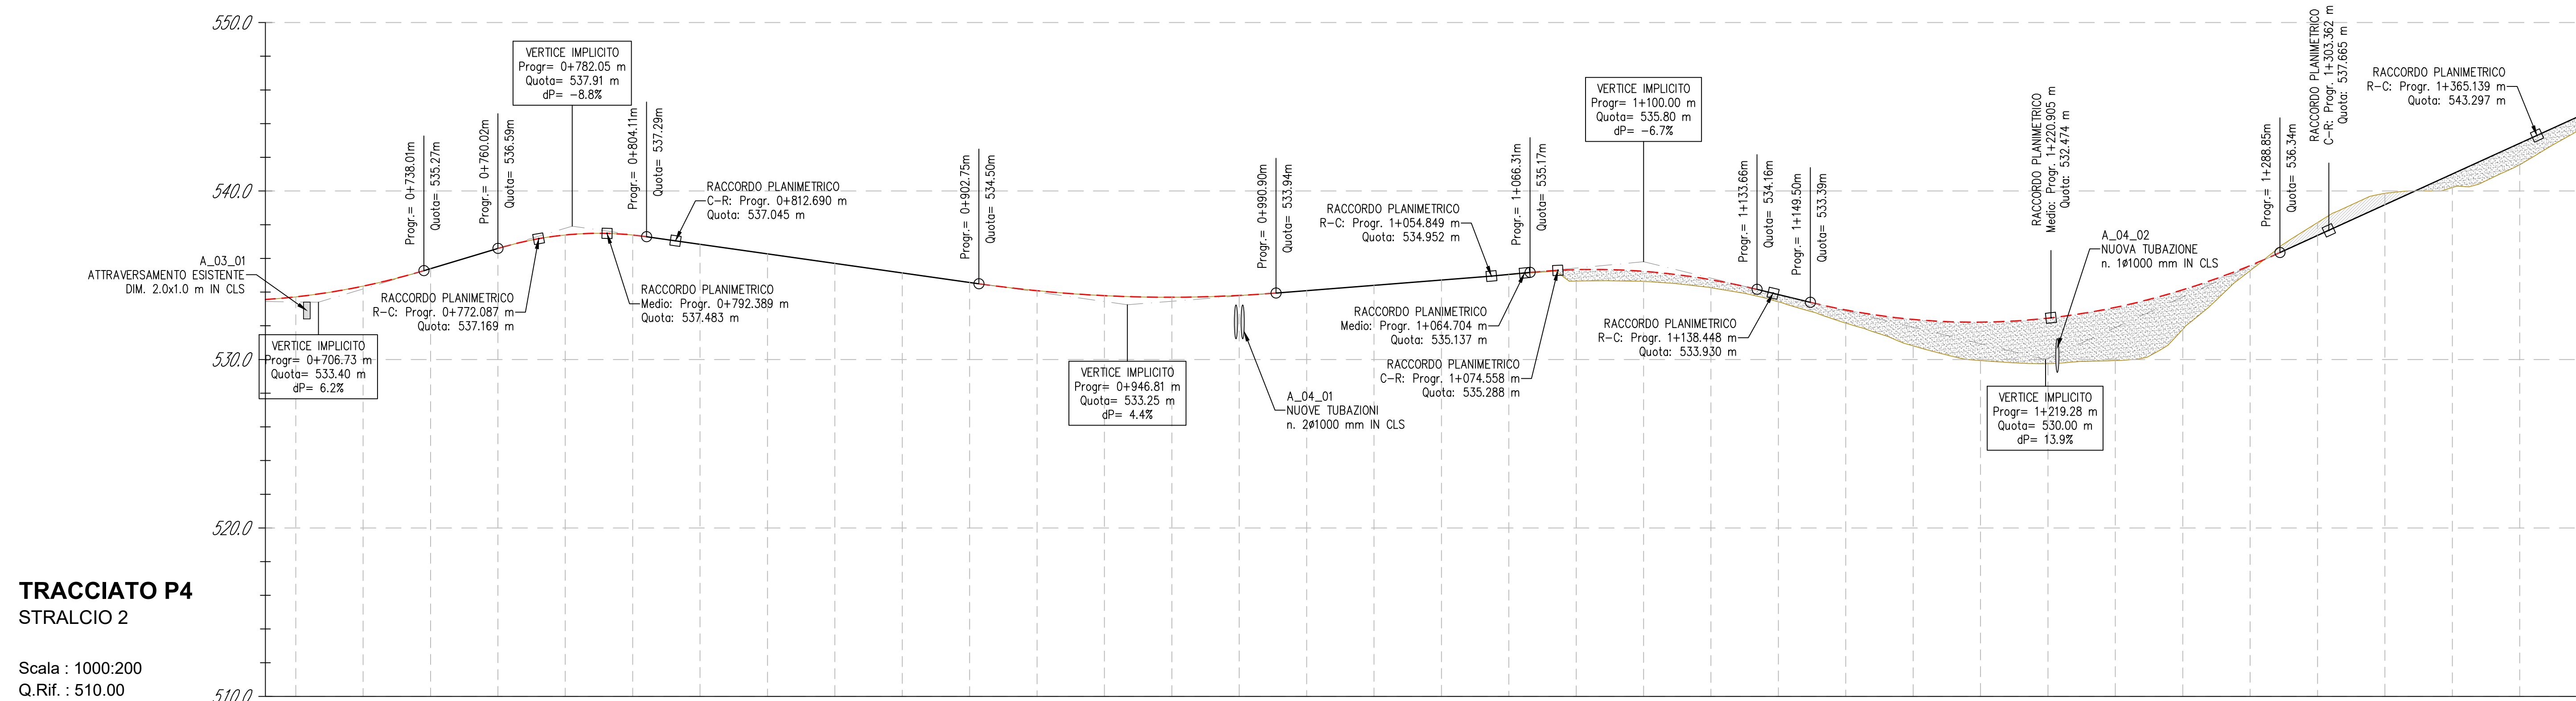 550.0
540.0
530.0
520.0
510.0
A_03_01
ATTRAVERSAMENTO ESISTENTE
DIM. 2.0x1.0 m IN CLS
VERTICE IMPLICITO
Progr= 0+706.73 m
Quota= 533.40 m
dP= 6.2%
Progr.= 0+738.01m
Quota= 535.27m
Progr.= 0+760.02m
Quota= 536.59m
VERTICE IMPLICITO
Progr= 0+782.05 m
Quota= 537.91 m
dP= -8.8%
RACCORDO PLANIMETRICO
R-C: Progr. 0+772.087 m
Quota: 537.169 m
Progr.= 0+804.11m
Quota= 537.29m
RACCORDO PLANIMETRICO
C-R: Progr. 0+812.690 m
Quota: 537.045 m
RACCORDO PLANIMETRICO
Medio: Progr. 0+792.389 m
Quota: 537.483 m
Progr.= 0+902.75m
Quota= 534.50m
VERTICE IMPLICITO
Progr= 0+946.81 m
Quota= 533.25 m
dP= 4.4%
Progr.= 0+990.90m
Quota= 533.94m
A_04_01
NUOVE TUBAZIONI
n. 2ø1000 mm IN CLS
RACCORDO PLANIMETRICO
R-C: Progr. 1+054.849 m
Quota: 534.952 m
RACCORDO PLANIMETRICO
Medio: Progr. 1+064.704 m
Quota: 535.137 m
RACCORDO PLANIMETRICO
C-R: Progr. 1+074.558 m
Quota: 535.288 m
Progr.= 1+066.31m
Quota= 535.17m
VERTICE IMPLICITO
Progr= 1+100.00 m
Quota= 535.80 m
dP= -6.7%
Progr.= 1+133.66m
Quota= 534.16m
Progr.= 1+149.50m
Quota= 533.39m
RACCORDO PLANIMETRICO
R-C: Progr. 1+138.448 m
Quota: 533.930 m
RACCORDO PLANIMETRICO
Medio: Progr. 1+220.905 m
Quota: 532.474 m
A_04_02
NUOVA TUBAZIONE
n. 1ø1000 mm IN CLS
VERTICE IMPLICITO
Progr= 1+219.28 m
Quota= 530.00 m
dP= 13.9%
Progr.= 1+288.85m
Quota= 536.34m
RACCORDO PLANIMETRICO
C-R: Progr. 1+303.362 m
Quota: 537.665 m
RACCORDO PLANIMETRICO
R-C: Progr. 1+365.139 m
Quota: 543.297 m
TRACCIATO P4
STRALCIO 2
Scala : 1000:200
Q.Rif. : 510.00